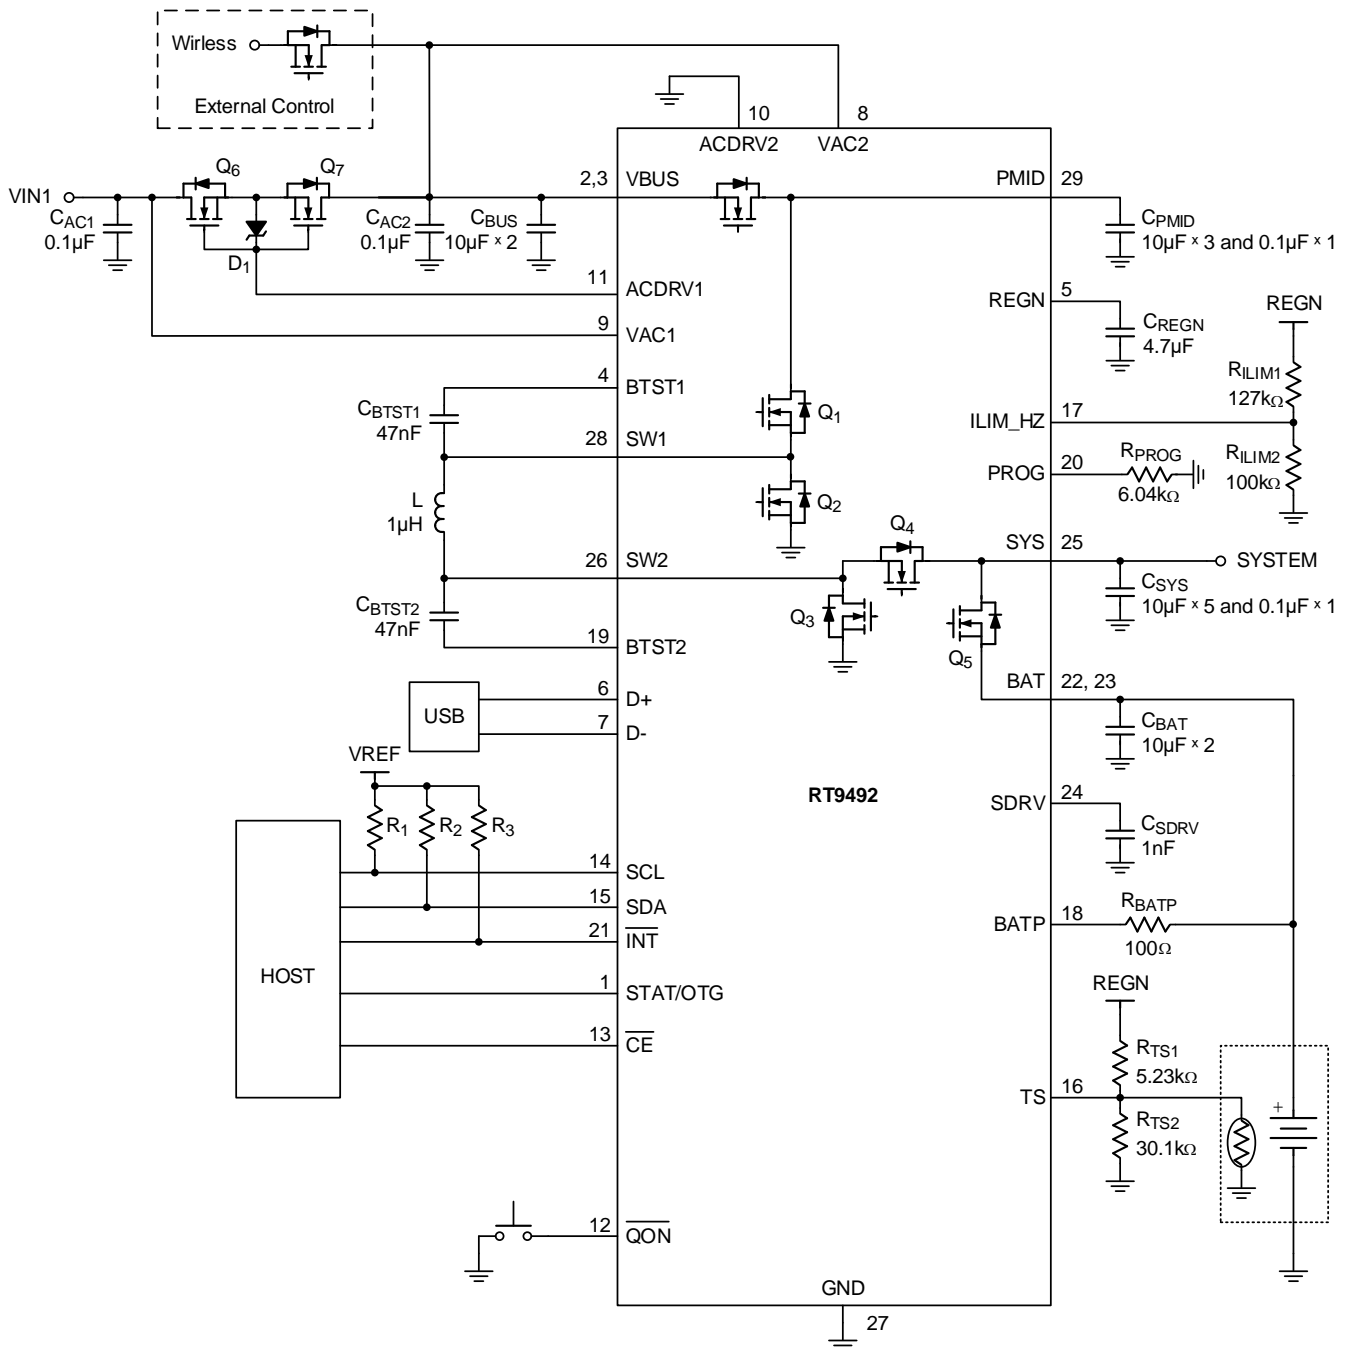 Wirless
External Control
10
ACDRV2
8
VAC2
VIN1
CAC1
0.1µF
Q6
Q7
D1
CAC2
0.1µF
CBUS
10µF x 2
2,3
VBUS
PMID
29
CPMID
10µF x 3 and 0.1µF x 1
11
ACDRV1
9
VAC1
REGN
5
CREGN
4.7µF
REGN
RILIM1
127kΩ
4
BTST1
CBTST1
47nF
28
SW1
Q1
ILIM_HZ
17
PROG
20
RPROG
6.04kΩ
RILIM2
100kΩ
L
1µH
Q2
26
SW2
Q4
SYS
25
SYSTEM
CSYS
10µF x 5 and 0.1µF x 1
CBTST2
47nF
Q3
Q5
19
BTST2
BAT
22, 23
CBAT
10µF x 2
USB
6
D+
7
D-
VREF
R1
R2
R3
RT9492
SDRV
24
CSDRV
1nF
HOST
14
SCL
15
SDA
21
INT
1
STAT/OTG
13
CE
BATP
18
RBATP
100Ω
REGN
RTS1
5.23kΩ
TS
16
RTS2
30.1kΩ
+
12
QON
GND
27